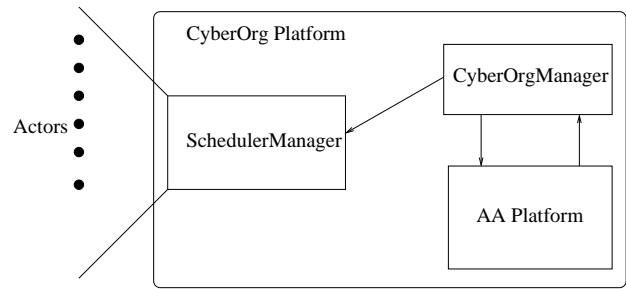 CyberOrg Platform
CyberOrgManager
Actors
SchedulerManager
AA Platform